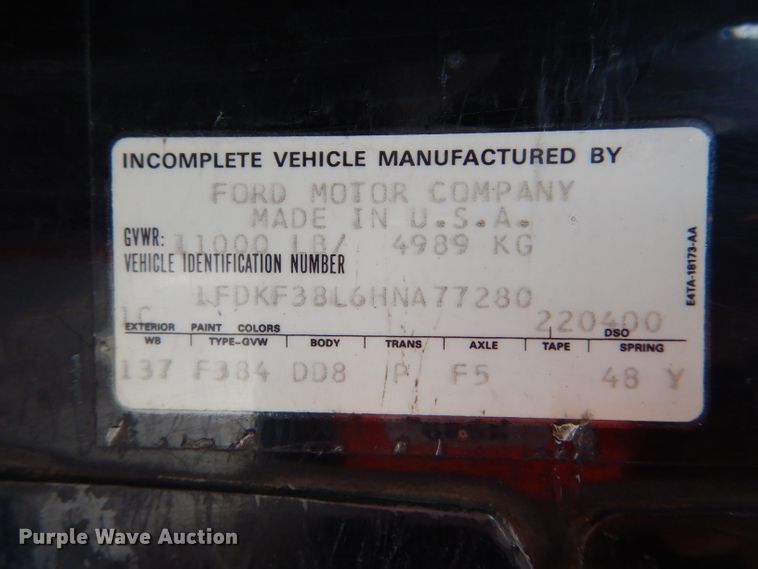 INCOMPLETE VEHICLE MANUFACTURED BY
FORD MOTOR COMPANY
MADE IN U.S.A.
GVWR: 11000 LB/ 4989 KG
VEHICLE IDENTIFICATION NUMBER
1FDKF38L6HNA77280
1C 220400
EXTERIOR PAINT COLORS DSO
WB TYPE-GVW BODY TRANS AXLE TAPE SPRING
137 F384 DD8 P F5 48 Y
E4TA-18173-AA
Purple Wave Auction